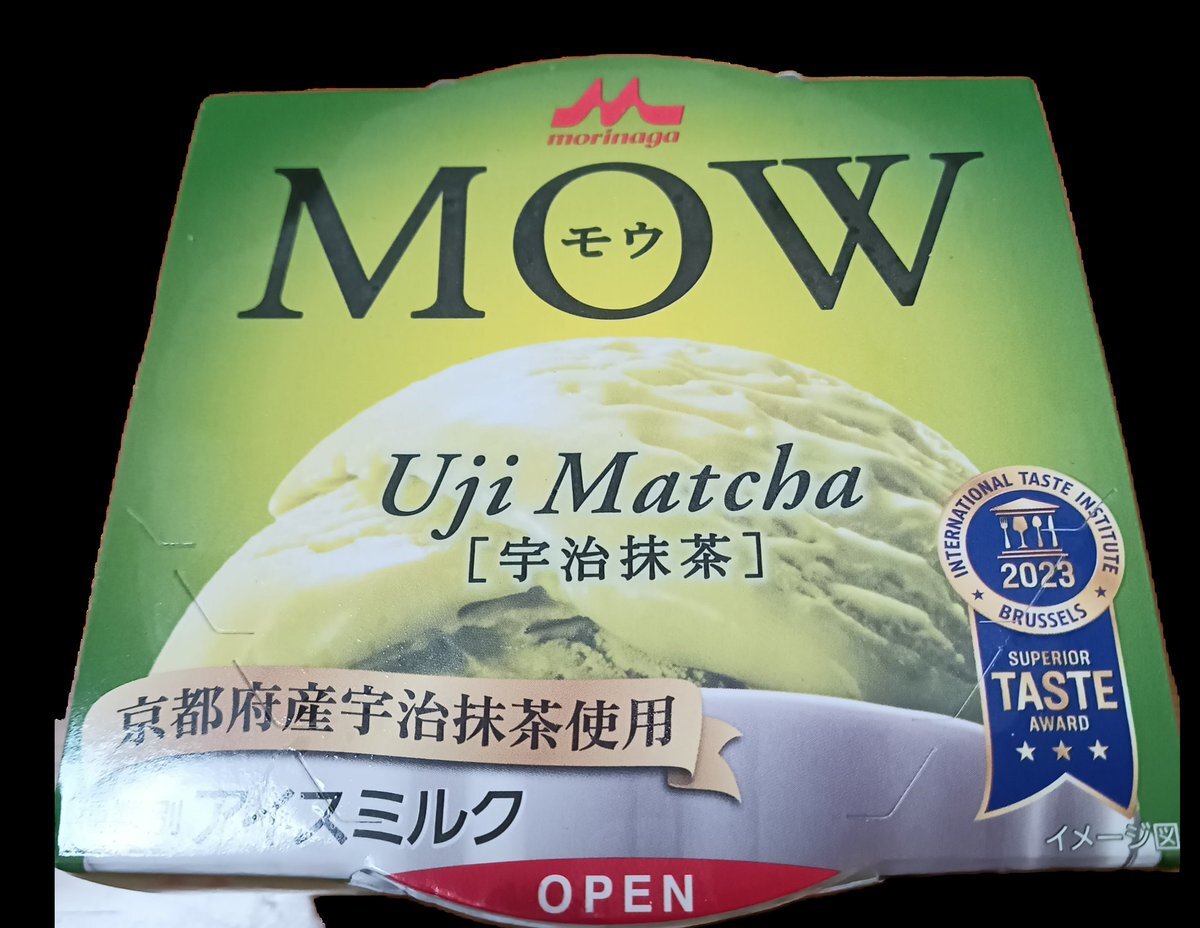 morinaga
MOW
モウ
Uji Matcha
[宇治抹茶]
INTERNATIONAL TASTE INSTITUTE
2023
BRUSSELS
SUPERIOR
TASTE
AWARD
京都府産宇治抹茶使用
アイスミルク
イメージ図
OPEN